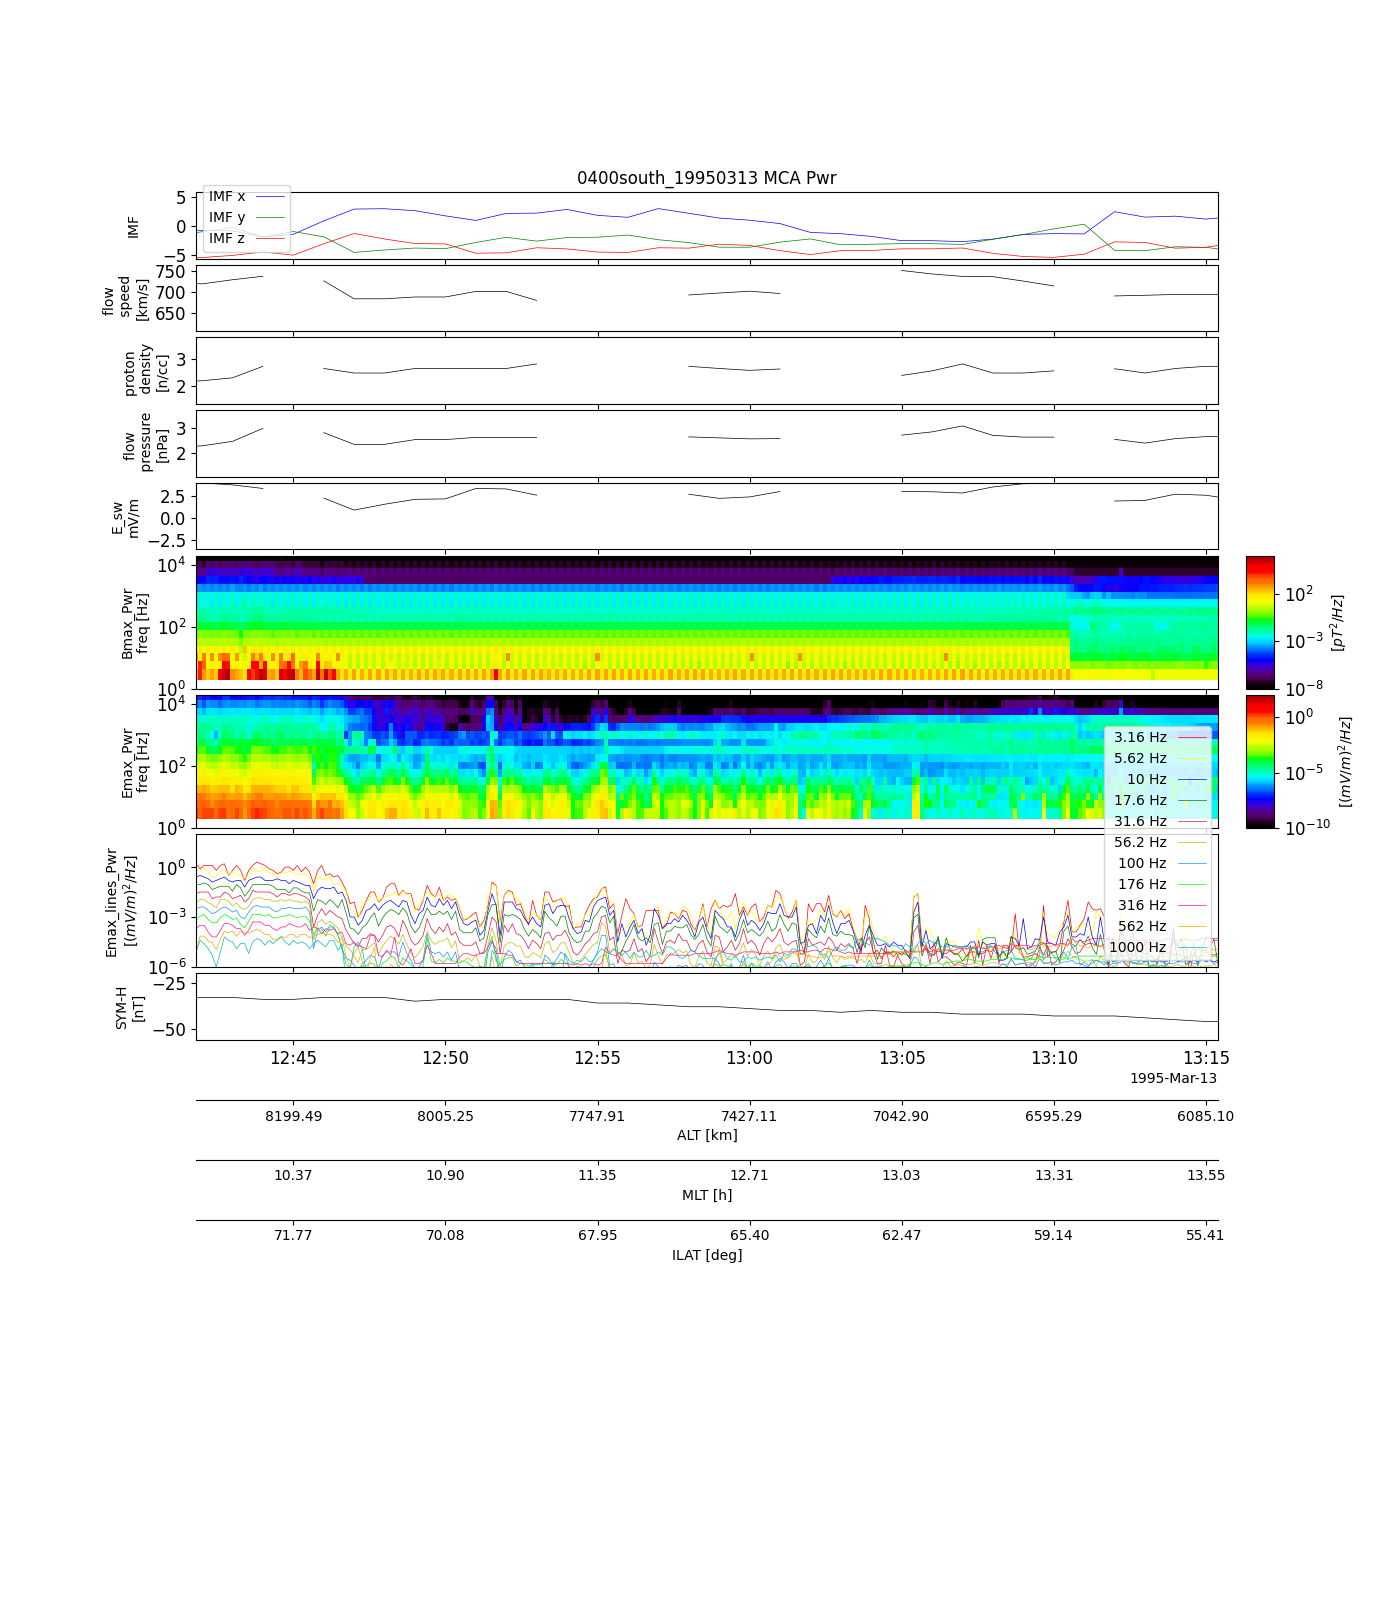 0400south_19950313 MCA Pwr
IMF
5
0
−5
IMF x
IMF y
IMF z
flow
speed
[km/s]
750
700
650
proton
density
[n/cc]
3
2
flow
pressure
[nPa]
3
2
E_sw
mV/m
2.5
0.0
−2.5
Bmax_Pwr
freq [Hz]
10^4
10^2
10^0
10^2
10^−3
10^−8
[pT^2/Hz]
Emax_Pwr
freq [Hz]
10^4
10^2
10^0
10^0
10^−5
10^−10
[(mV/m)^2/Hz]
3.16 Hz
5.62 Hz
10 Hz
17.6 Hz
31.6 Hz
56.2 Hz
100 Hz
176 Hz
316 Hz
562 Hz
1000 Hz
Emax_lines_Pwr
[(mV/m)^2/Hz]
10^0
10^−3
10^−6
SYM-H
[nT]
−25
−50
12:45 12:50 12:55 13:00 13:05 13:10 13:15
1995-Mar-13
8199.49 8005.25 7747.91 7427.11 7042.90 6595.29 6085.10
ALT [km]
10.37 10.90 11.35 12.71 13.03 13.31 13.55
MLT [h]
71.77 70.08 67.95 65.40 62.47 59.14 55.41
ILAT [deg]